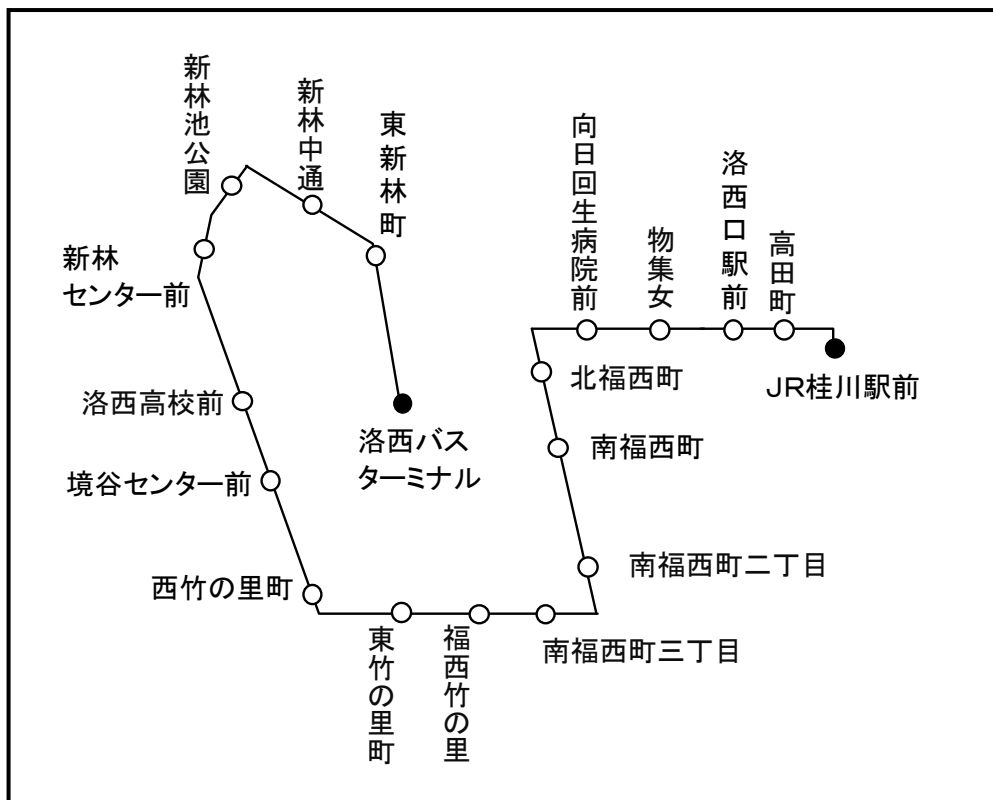 新林池公園
新林中通
東新林町
向日回生病院前
物集女
洛西口駅前
高田町
新林
センター前
北福西町
JR桂川駅前
洛西高校前
洛西バス
ターミナル
南福西町
境谷センター前
南福西町二丁目
西竹の里町
東竹の里町
福西竹の里
南福西町三丁目